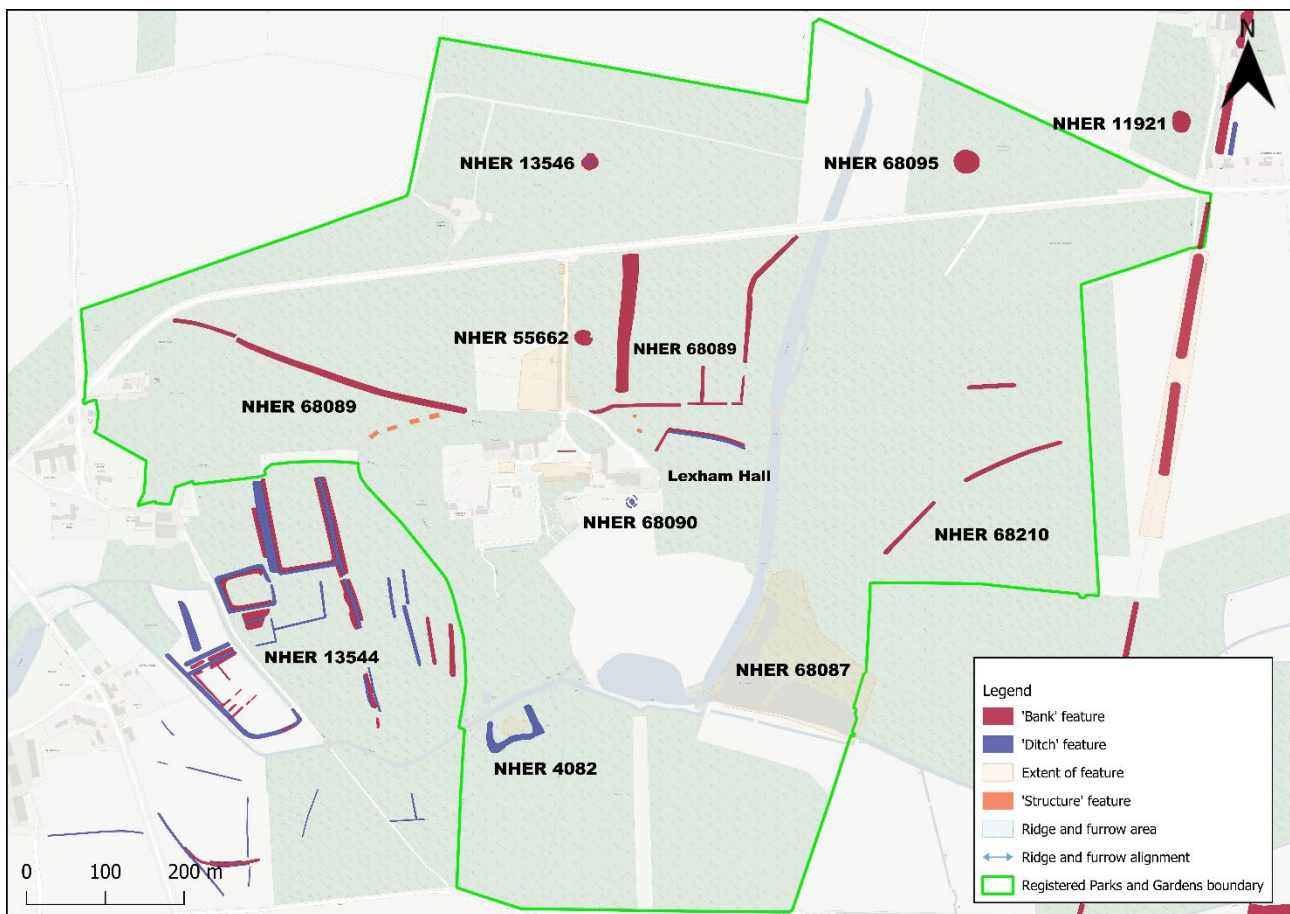 N
NHER 11921
NHER 13546
NHER 68095
NHER 55662
NHER 68089
NHER 68089
Lexham Hall
NHER 68090
NHER 68210
NHER 13544
NHER 68087
NHER 4082
Legend
'Bank' feature
'Ditch' feature
Extent of feature
'Structure' feature
Ridge and furrow area
Ridge and furrow alignment
Registered Parks and Gardens boundary
0 100 200 m